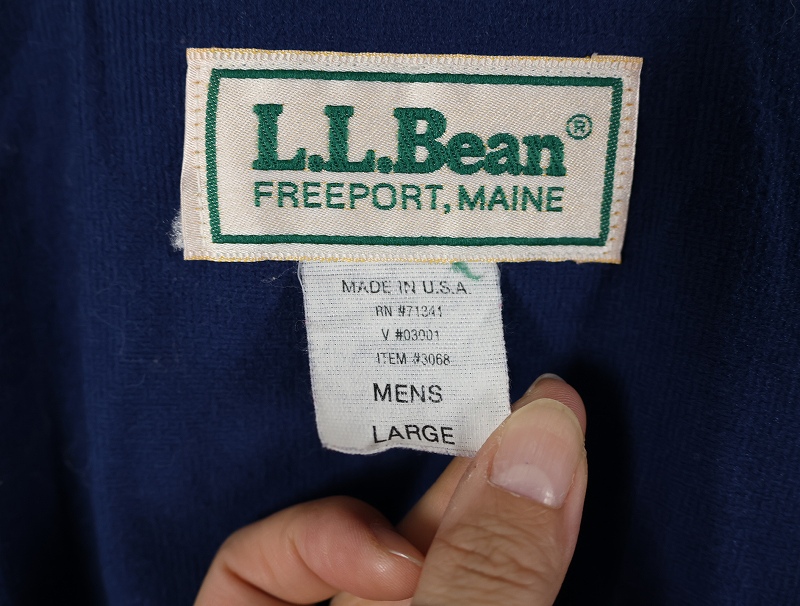 L.L.Bean®
FREEPORT, MAINE
MADE IN U.S.A.
RN #71341
V #03001
ITEM #3068
MENS
LARGE